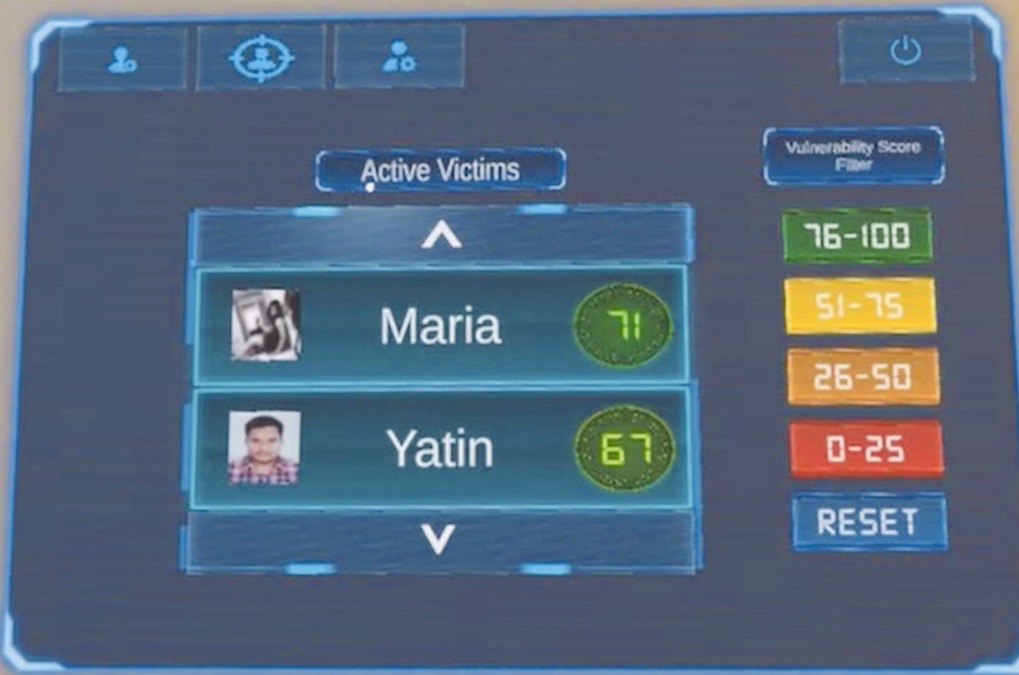 Active Victims
Vulnerability Score
Filter
76-100
Maria
71
51-75
26-50
Yatin
67
0-25
RESET